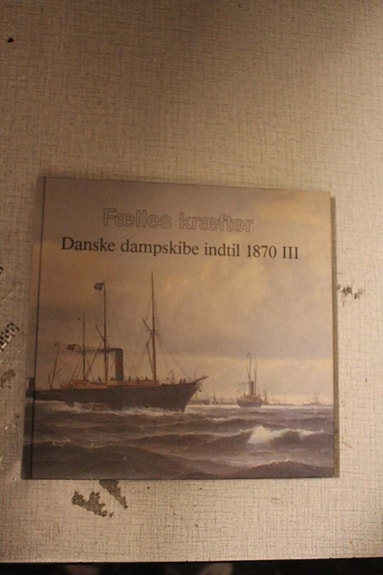 Fælles kræfter
Danske dampskibe indtil 1870 III